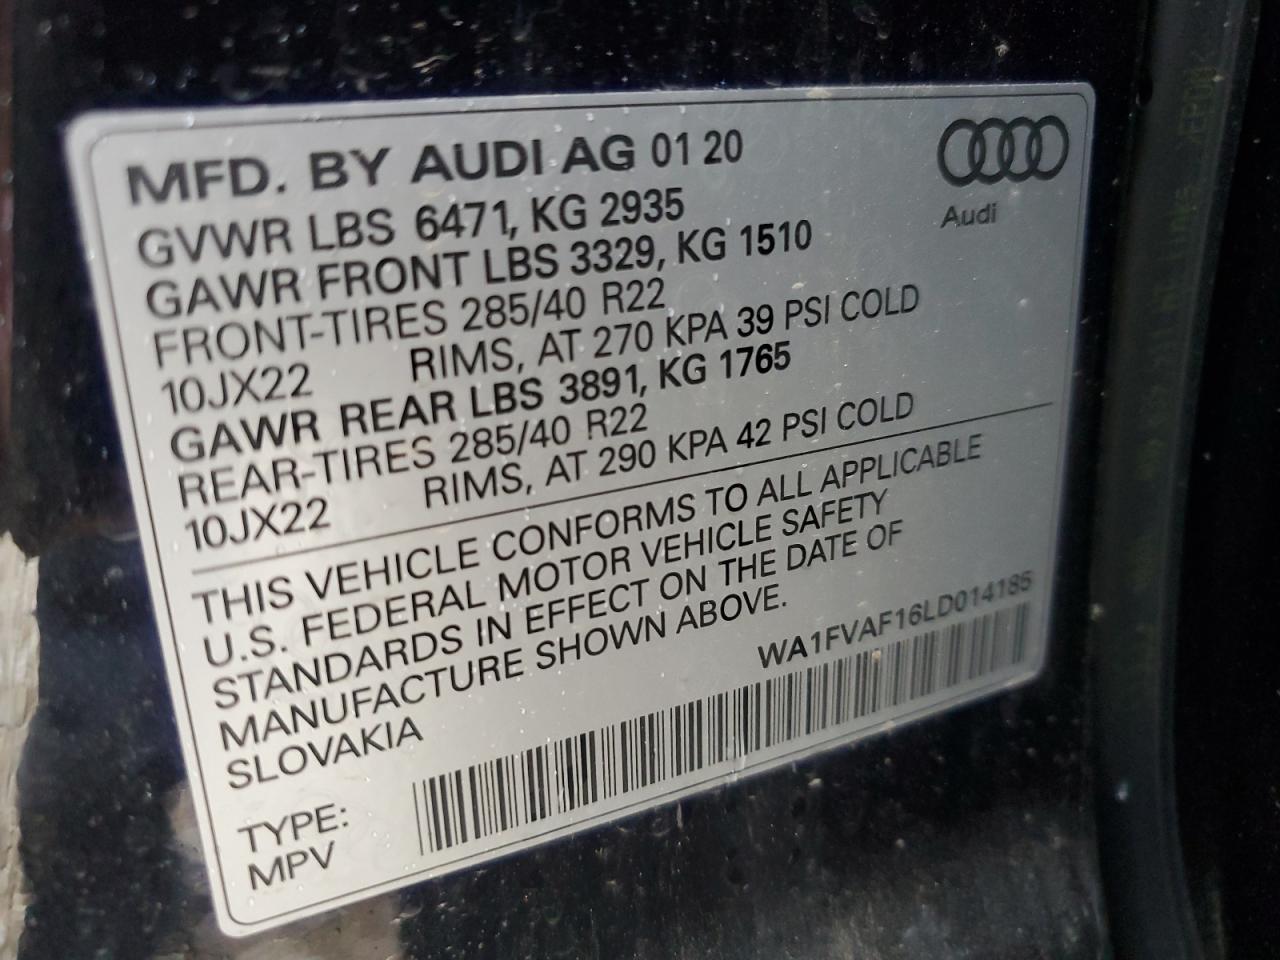 MFD. BY AUDI AG 01 20
Audi
GVWR LBS 6471, KG 2935
GAWR FRONT LBS 3329, KG 1510
FRONT-TIRES 285/40 R22
10JX22 RIMS, AT 270 KPA 39 PSI COLD
GAWR REAR LBS 3891, KG 1765
REAR-TIRES 285/40 R22
10JX22 RIMS, AT 290 KPA 42 PSI COLD
THIS VEHICLE CONFORMS TO ALL APPLICABLE
U.S. FEDERAL MOTOR VEHICLE SAFETY
STANDARDS IN EFFECT ON THE DATE OF
MANUFACTURE SHOWN ABOVE.
SLOVAKIA
WA1FVAF16LD014185
TYPE:
MPV